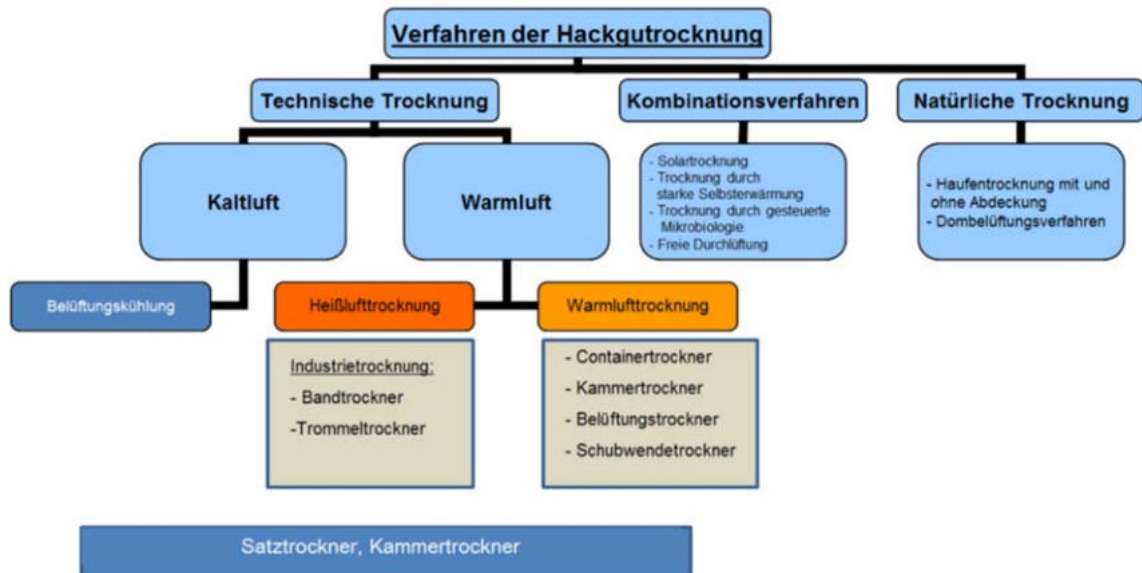 Verfahren der Hackgutrocknung
Technische Trocknung
Kombinationsverfahren
Natürliche Trocknung
Kaltluft
Warmluft
- Solartrocknung
- Trocknung durch
starke Selbsterwärmung
- Trocknung durch gesteuerte
Mikrobiologie
- Freie Durchlüftung
- Haufentrocknung mit und
ohne Abdeckung
- Dombelüftungsverfahren
Belüftungskühlung
Heißlufttrocknung
Warmlufttrocknung
Industrietrocknung:
- Bandtrockner
-Trommeltrockner
- Containertrockner
- Kammertrockner
- Belüftungstrockner
- Schubwendetrockner
Satztrockner, Kammertrockner